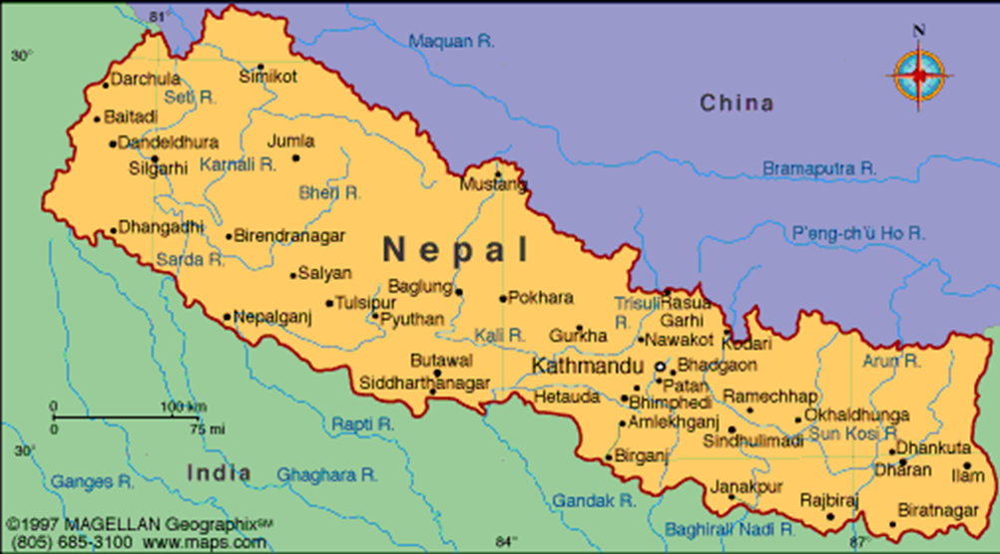 81°
N
30°
Maquan R.
Darchula
Simikot
Seti R.
China
Baitadi
Dandeldhura
Jumla
Silgarhi
Karnali R.
Bramaputra R.
Mustang
Bheri R.
Dhangadhi
Birendranagar
P'eng-ch'ü Ho R.
Nepal
Sarda R.
Salyan
Baglung
Pokhara
Tulsipur
Trisuli
R.
Rasua
Garhi
Nepalganj
Pyuthan
Kali R.
Gurkha
Nawakot
Kodari
Butawal
Kathmandu
Bhadgaon
Arun R.
Siddharthanagar
Patan
Hetauda
Bhimphedi
Ramechhap
0 100 km
0 75 mi
Amlekhganj
Okhaldhunga
Rapti R.
Sindhulimadi
Sun Kosi R.
30°
Birganj
Dhankuta
Dharan
Ilam
India
Ghaghara R.
Ganges R.
Janakpur
Gandak R.
Rajbiraj
Biratnagar
©1997 MAGELLAN Geographix℠
Baghirali Nadi R.
(805) 685-3100 www.maps.com
84°
87°